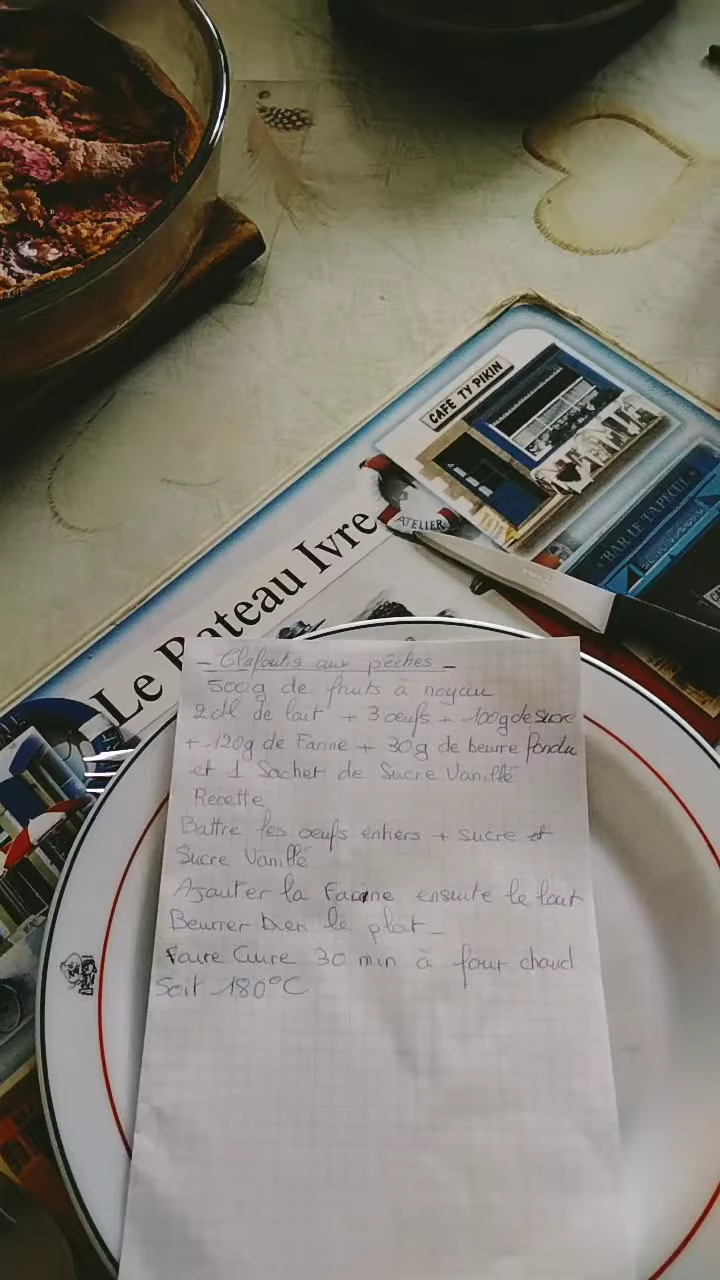 CAFE TY PIKIN
ATELIER
BAR LE TAPECUL
Le Bateau Ivre
- Clafoutis aux pêches -
500g de fruits à noyau
2dl de lait + 3 oeufs + 100g de sucre
+ 120g de Farine + 30g de beurre fondu
et 1 Sachet de Sucre Vanillé
Recette
Battre les oeufs entiers + sucre et
Sucre Vanillé
Ajouter la Farine ensuite le lait
Beurrer bien le plat -
Faire Cuire 30 min à four chaud
Soit 180°C